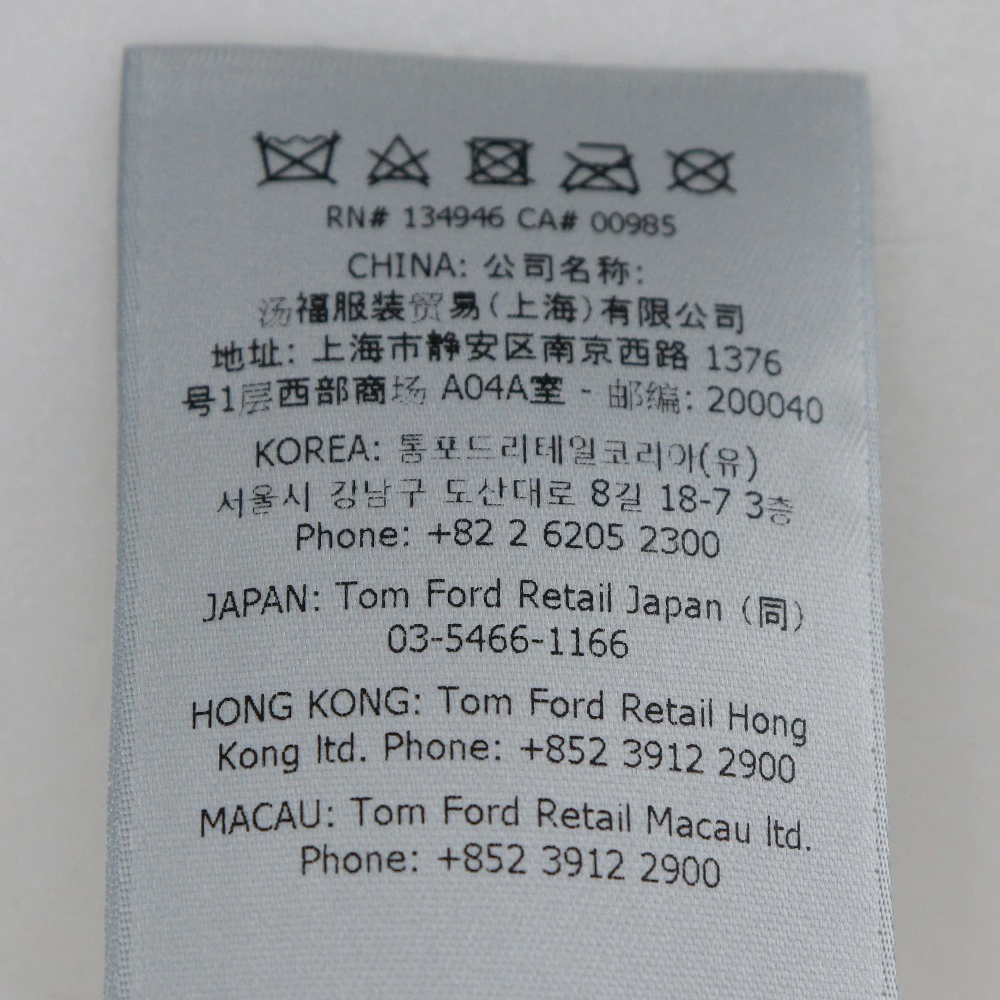 RN# 134946 CA# 00985
CHINA: 公司名称:
汤福服装贸易(上海)有限公司
地址: 上海市静安区南京西路 1376
号1层西部商场 A04A室 - 邮编: 200040
KOREA: 톰포드리테일코리아(유)
서울시 강남구 도산대로 8길 18-7 3층
Phone: +82 2 6205 2300
JAPAN: Tom Ford Retail Japan (同)
03-5466-1166
HONG KONG: Tom Ford Retail Hong
Kong ltd. Phone: +852 3912 2900
MACAU: Tom Ford Retail Macau ltd.
Phone: +852 3912 2900